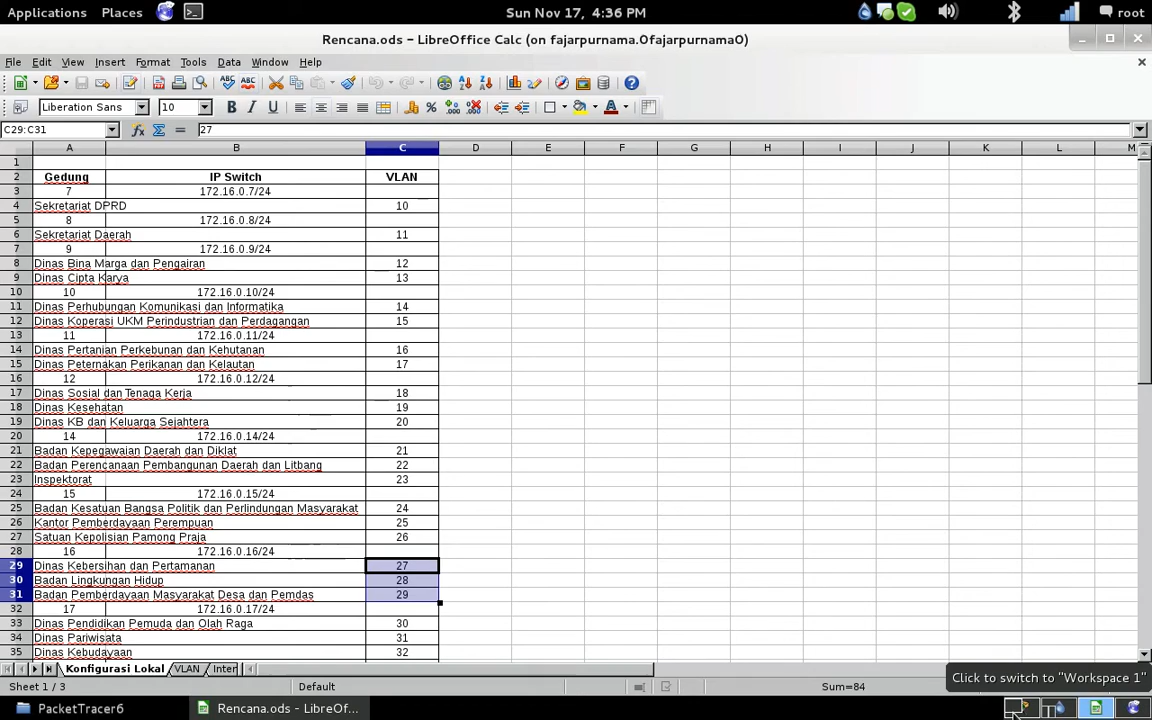 Applications Places Sun Nov 17, 4:36 PM root
Rencana.ods - LibreOffice Calc (on fajarpurnama.0fajarpurnama0)
File Edit View Insert Format Tools Data Window Help
Liberation Sans 10
C29:C31 27
A B C D E F G H I J K L M
1
2 Gedung IP Switch VLAN
3 7 172.16.0.7/24
4 Sekretariat DPRD 10
5 8 172.16.0.8/24
6 Sekretariat Daerah 11
7 9 172.16.0.9/24
8 Dinas Bina Marga dan Pengairan 12
9 Dinas Cipta Karya 13
10 10 172.16.0.10/24
11 Dinas Perhubungan Komunikasi dan Informatika 14
12 Dinas Koperasi UKM Perindustrian dan Perdagangan 15
13 11 172.16.0.11/24
14 Dinas Pertanian Perkebunan dan Kehutanan 16
15 Dinas Peternakan Perikanan dan Kelautan 17
16 12 172.16.0.12/24
17 Dinas Sosial dan Tenaga Kerja 18
18 Dinas Kesehatan 19
19 Dinas KB dan Keluarga Sejahtera 20
20 14 172.16.0.14/24
21 Badan Kepegawaian Daerah dan Diklat 21
22 Badan Perencanaan Pembangunan Daerah dan Litbang 22
23 Inspektorat 23
24 15 172.16.0.15/24
25 Badan Kesatuan Bangsa Politik dan Perlindungan Masyarakat 24
26 Kantor Pemberdayaan Perempuan 25
27 Satuan Kepolisian Pamong Praja 26
28 16 172.16.0.16/24
29 Dinas Kebersihan dan Pertamanan 27
30 Badan Lingkungan Hidup 28
31 Badan Pemberdayaan Masyarakat Desa dan Pemdas 29
32 17 172.16.0.17/24
33 Dinas Pendidikan Pemuda dan Olah Raga 30
34 Dinas Pariwisata 31
35 Dinas Kebudayaan 32
Konfigurasi Lokal VLAN Inter
Click to switch to "Workspace 1"
Sheet 1 / 3 Default Sum=84
PacketTracer6 Rencana.ods - LibreOf...